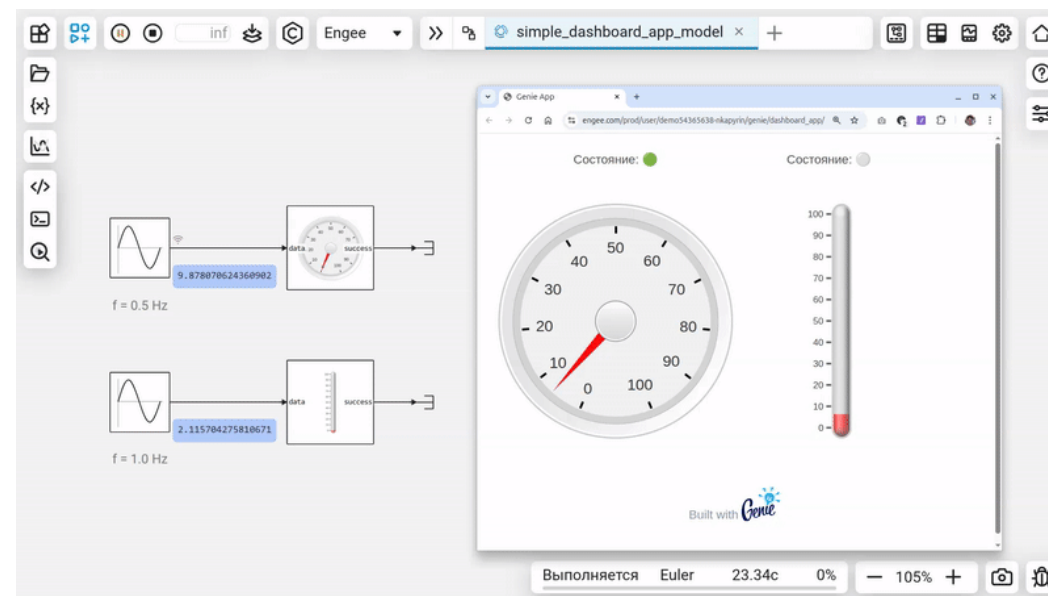 inf
Engee
simple_dashboard_app_model
Genie App
engee.com/prod/user/demo54365638-nkapyrin/genie/dashboard_app/
Состояние:
Состояние:
data
success
9.878070624360902
f = 0.5 Hz
data
success
2.115704275810671
f = 1.0 Hz
0
10
20
30
40
50
60
70
80
90
100
100
90
80
70
60
50
40
30
20
10
0
Built with Genie
Выполняется Euler 23.34с 0%
105%